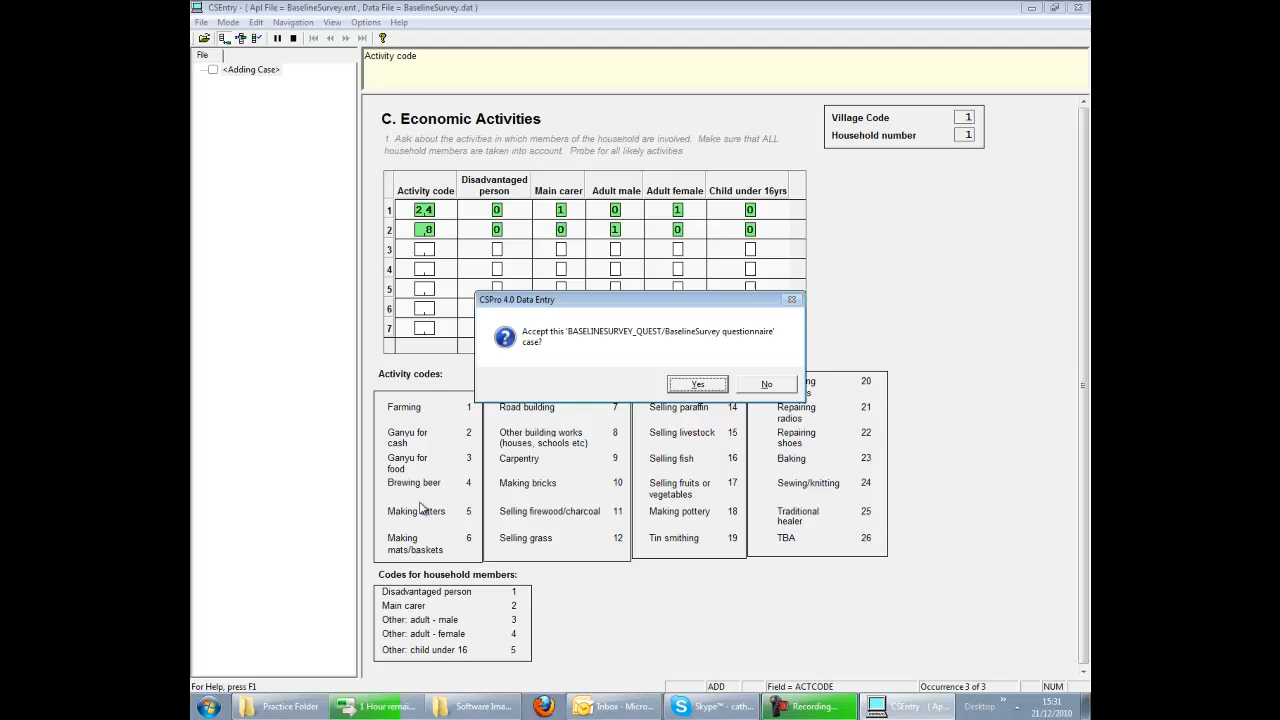 CSEntry - ( Apl File = BaselineSurvey.ent , Data File = BaselineSurvey.dat )
File Mode Edit Navigation View Options Help
File
<Adding Case>
Activity code
C. Economic Activities
Village Code 1
Household number 1
1. Ask about the activities in which members of the household are involved. Make sure that ALL
household members are taken into account. Probe for all likely activities
Activity code Disadvantaged person Main carer Adult male Adult female Child under 16yrs
1 2,4 0 1 0 1 0
2 ,8 0 0 1 0 0
3
4
5
6
7
CSPro 4.0 Data Entry
Accept this 'BASELINESURVEY_QUEST/BaselineSurvey questionnaire'
case?
Yes No
Activity codes:
Farming 1
Ganyu for
cash 2
Ganyu for
food 3
Brewing beer 4
Making 5
Making
mats/baskets 6
Road building 7
Other building works
(houses, schools etc) 8
Carpentry 9
Making bricks 10
Selling firewood/charcoal 11
Selling grass 12
Selling paraffin 14
Selling livestock 15
Selling fish 16
Selling fruits or
vegetables 17
Making pottery 18
Tin smithing 19
20
Repairing
radios 21
Repairing
shoes 22
Baking 23
Sewing/knitting 24
Traditional
healer 25
TBA 26
Codes for household members:
Disadvantaged person 1
Main carer 2
Other: adult - male 3
Other: adult - female 4
Other: child under 16 5
For Help, press F1
ADD Field = ACTCODE Occurrence 3 of 3 NUM
Practice Folder 1 Hour remai... Software Ima... Inbox - Micro... Skype™ - cath... Recording... CSEntry - ( Ap... Desktop » 15:31
21/12/2010